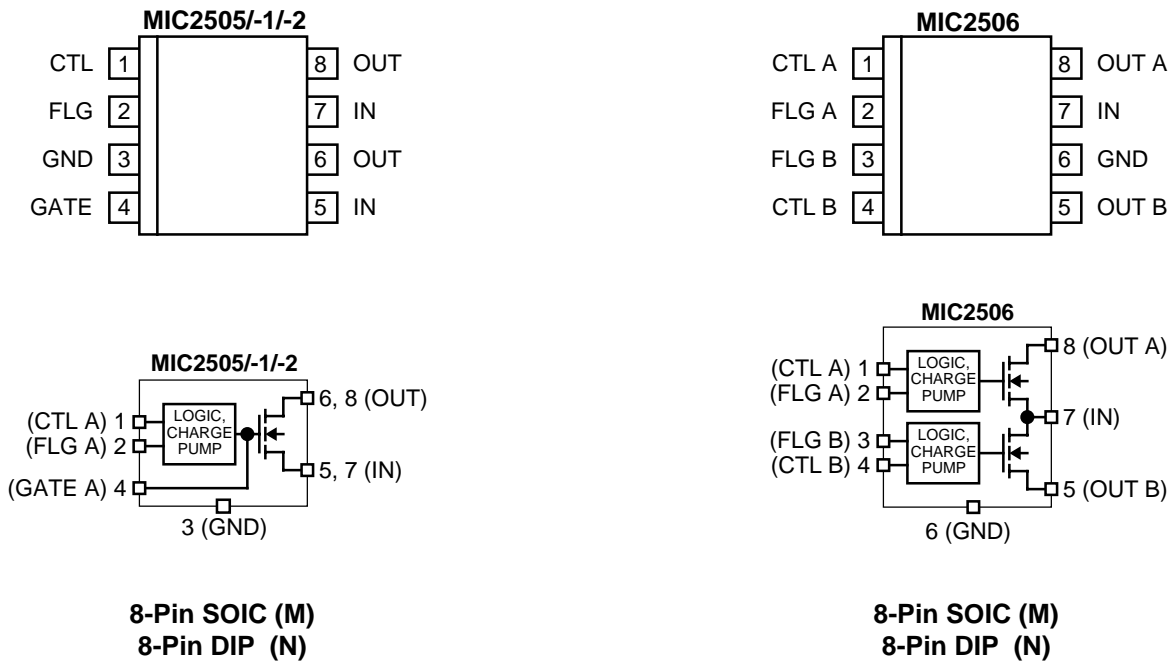 MIC2505/-1/-2
CTL 1 8 OUT
FLG 2 7 IN
GND 3 6 OUT
GATE 4 5 IN
MIC2506
CTL A 1 8 OUT A
FLG A 2 7 IN
FLG B 3 6 GND
CTL B 4 5 OUT B
MIC2505/-1/-2
(CTL A) 1
(FLG A) 2
(GATE A) 4
LOGIC,
CHARGE
PUMP
6, 8 (OUT)
5, 7 (IN)
3 (GND)
MIC2506
(CTL A) 1
(FLG A) 2
LOGIC,
CHARGE
PUMP
8 (OUT A)
7 (IN)
(FLG B) 3
(CTL B) 4
LOGIC,
CHARGE
PUMP
5 (OUT B)
6 (GND)
8-Pin SOIC (M)
8-Pin DIP (N)
8-Pin SOIC (M)
8-Pin DIP (N)